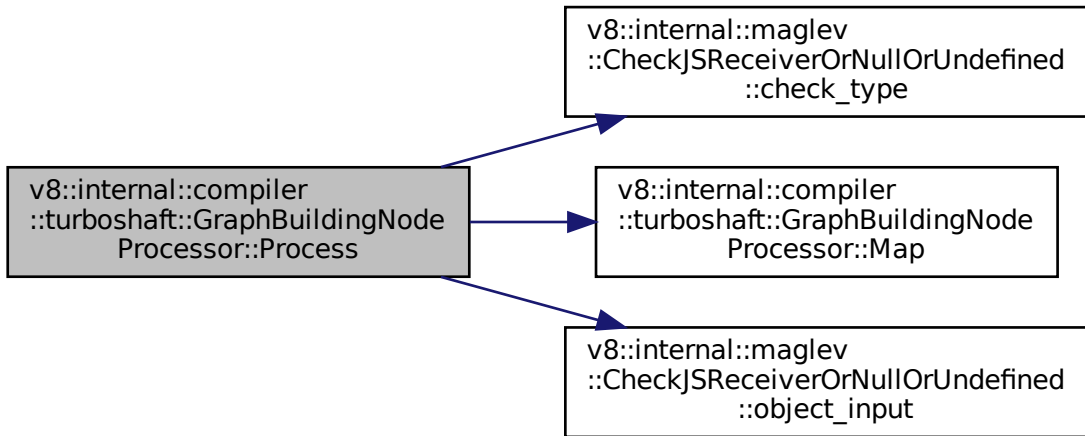 v8::internal::maglev
::CheckJSReceiverOrNullOrUndefined
::check_type
v8::internal::compiler
::turboshaft::GraphBuildingNode
Processor::Process
v8::internal::compiler
::turboshaft::GraphBuildingNode
Processor::Map
v8::internal::maglev
::CheckJSReceiverOrNullOrUndefined
::object_input